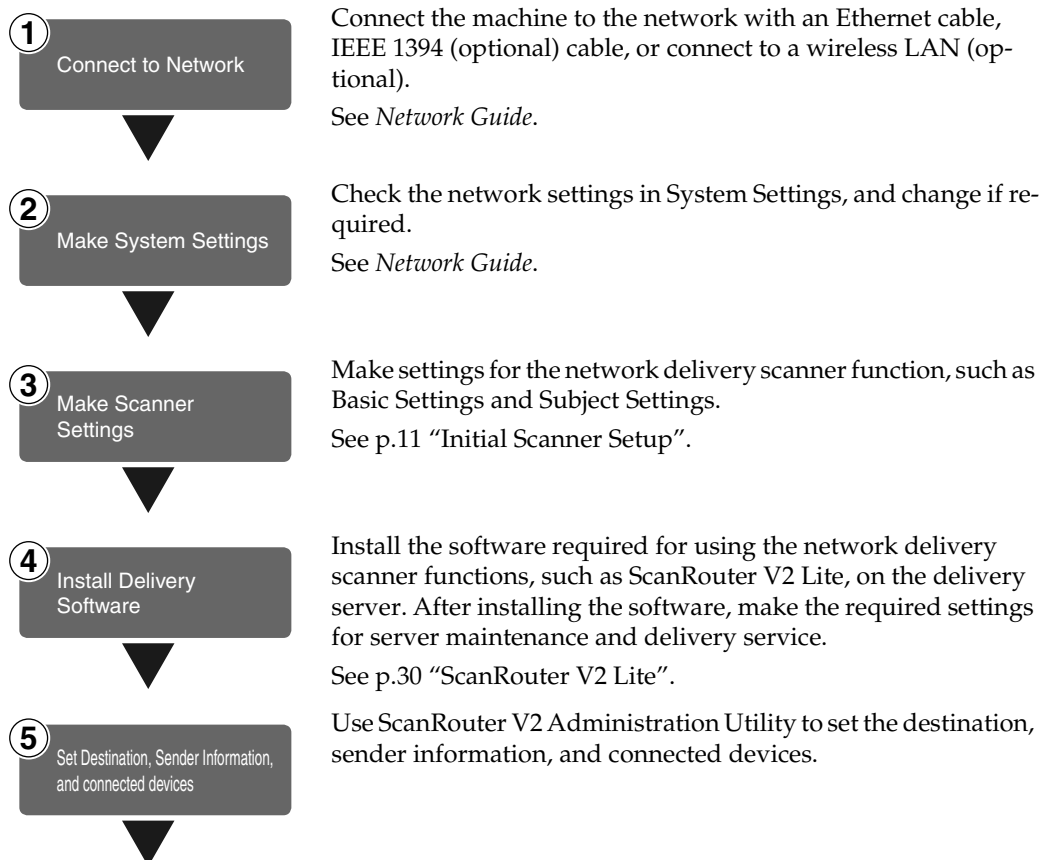 1
Connect to Network
Connect the machine to the network with an Ethernet cable,
IEEE 1394 (optional) cable, or connect to a wireless LAN (op-
tional).
See Network Guide.
2
Make System Settings
Check the network settings in System Settings, and change if re-
quired.
See Network Guide.
3
Make Scanner
Settings
Make settings for the network delivery scanner function, such as
Basic Settings and Subject Settings.
See p.11 “Initial Scanner Setup”.
4
Install Delivery
Software
Install the software required for using the network delivery
scanner functions, such as ScanRouter V2 Lite, on the delivery
server. After installing the software, make the required settings
for server maintenance and delivery service.
See p.30 “ScanRouter V2 Lite”.
5
Set Destination, Sender Information,
and connected devices
Use ScanRouter V2 Administration Utility to set the destination,
sender information, and connected devices.